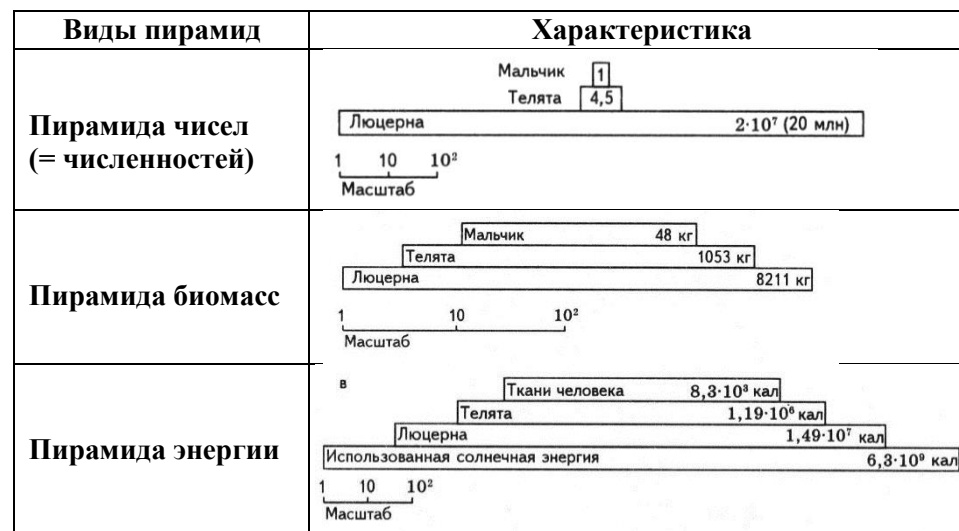 Виды пирамид
Характеристика
Пирамида чисел
(= численностей)
Мальчик 1
Телята 4,5
Люцерна 2·10⁷ (20 млн)
1 10 10²
Масштаб
Пирамида биомасс
Мальчик 48 кг
Телята 1053 кг
Люцерна 8211 кг
1 10 10²
Масштаб
Пирамида энергии
в
Ткани человека 8,3·10³ кал
Телята 1,19·10⁶ кал
Люцерна 1,49·10⁷ кал
Использованная солнечная энергия 6,3·10⁹ кал
1 10 10²
Масштаб